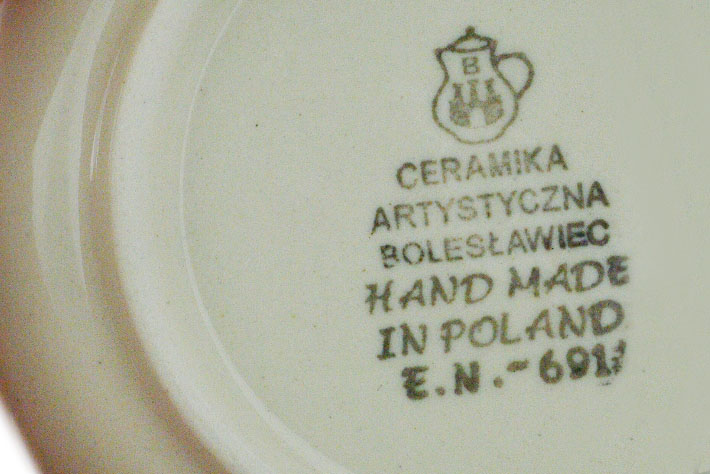 B
CERAMIKA
ARTYSTYCZNA
BOLESŁAWIEC
HAND MADE
IN POLAND
E.N.-691